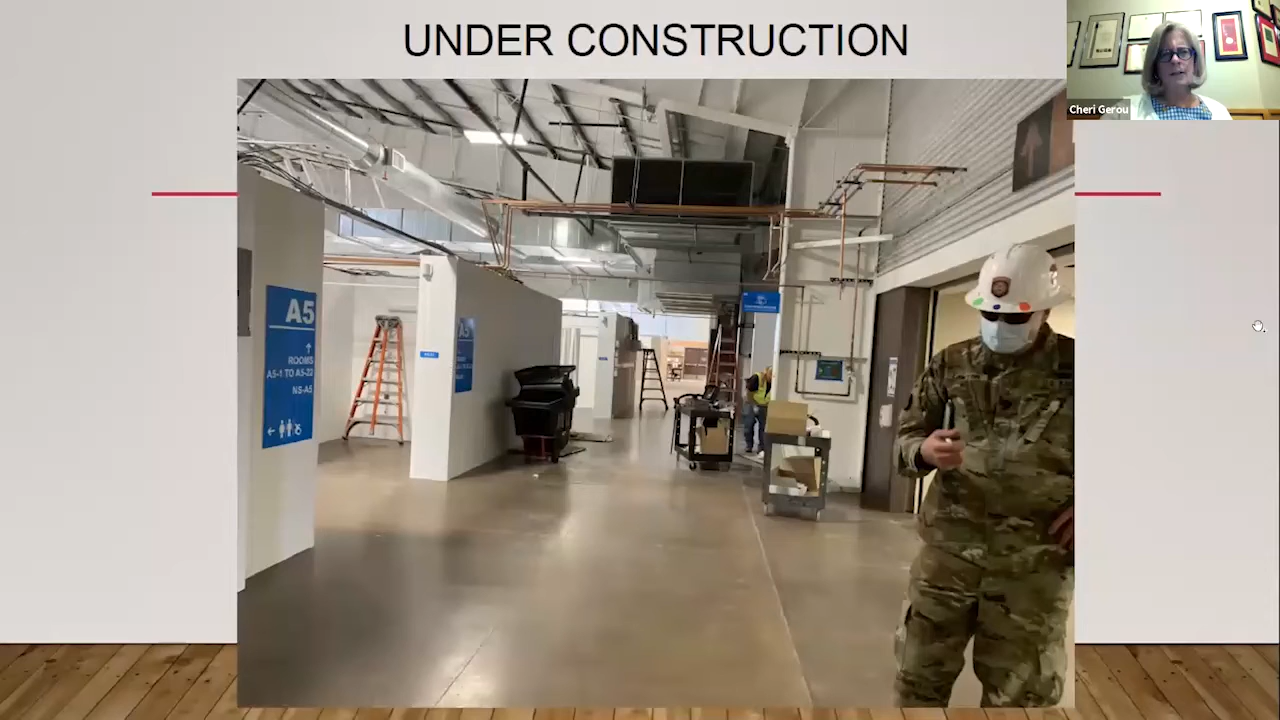 UNDER CONSTRUCTION
Cheri Gerou
A5
ROOMS
A5-1 TO A5-22
NS-A5
A5